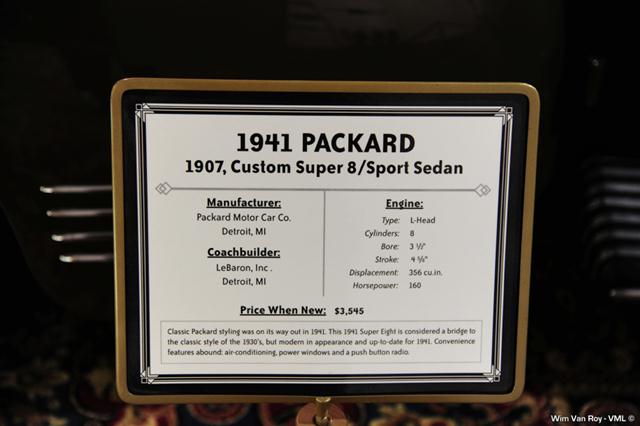 1941 PACKARD
1907, Custom Super 8/Sport Sedan
Manufacturer:
Packard Motor Car Co.
Detroit, MI
Coachbuilder:
LeBaron, Inc.
Detroit, MI
Engine:
Type: L-Head
Cylinders: 8
Bore: 3 ½"
Stroke: 4 ⅝"
Displacement: 356 cu.in.
Horsepower: 160
Price When New: $3,545
Classic Packard styling was on its way out in 1941. This 1941 Super Eight is considered a bridge to
the classic style of the 1930's, but modern in appearance and up-to-date for 1941. Convenience
features abound: air-conditioning, power windows and a push button radio.
Wim Van Roy - VML ©